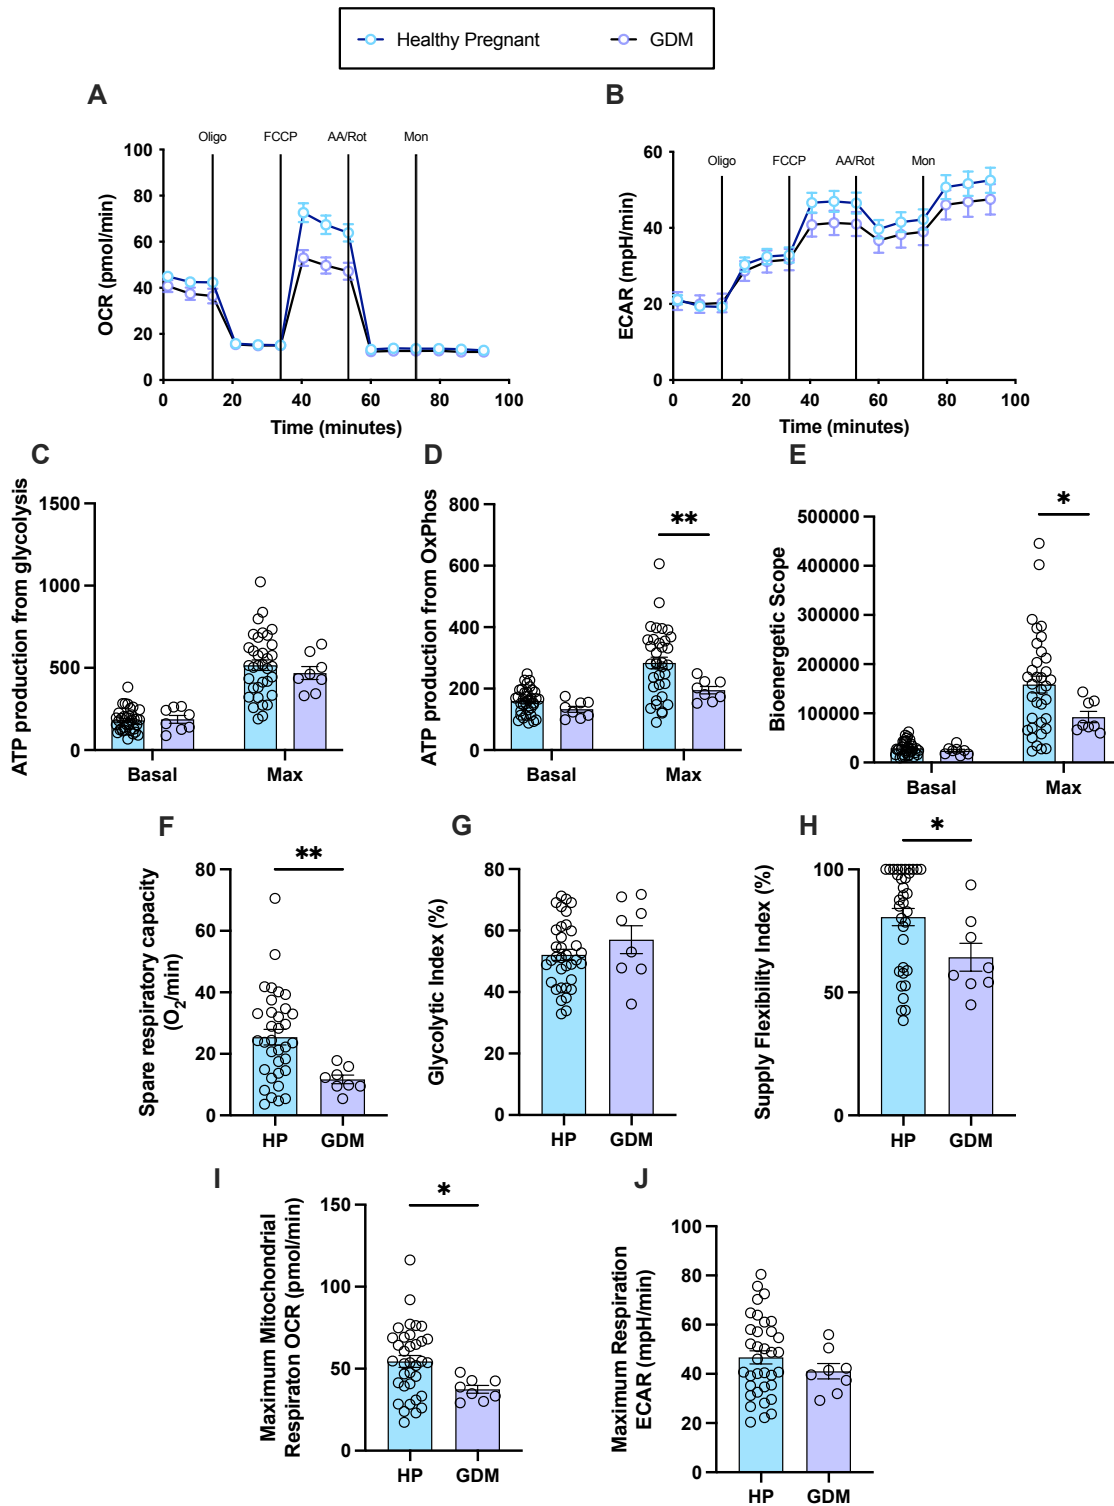 Healthy Pregnant GDM
A
Oligo FCCP AA/Rot Mon
OCR (pmol/min)
100
80
60
40
20
0
0 20 40 60 80 100
Time (minutes)
B
Oligo FCCP AA/Rot Mon
ECAR (mpH/min)
60
40
20
0
0 20 40 60 80 100
Time (minutes)
C
ATP production from glycolysis
1500
1000
500
0
Basal Max
D
ATP production from OxPhos
800
600
400
200
0
**
Basal Max
E
Bioenergetic Scope
500000
400000
300000
200000
100000
0
*
Basal Max
F
Spare respiratory capacity
(O2/min)
80
60
40
20
0
**
HP GDM
G
Glycolytic Index (%)
80
60
40
20
0
HP GDM
H
Supply Flexibility Index (%)
100
50
0
*
HP GDM
I
Maximum Mitochondrial
Respiraton OCR (pmol/min)
150
100
50
0
*
HP GDM
J
Maximum Respiration
ECAR (mpH/min)
100
80
60
40
20
0
HP GDM